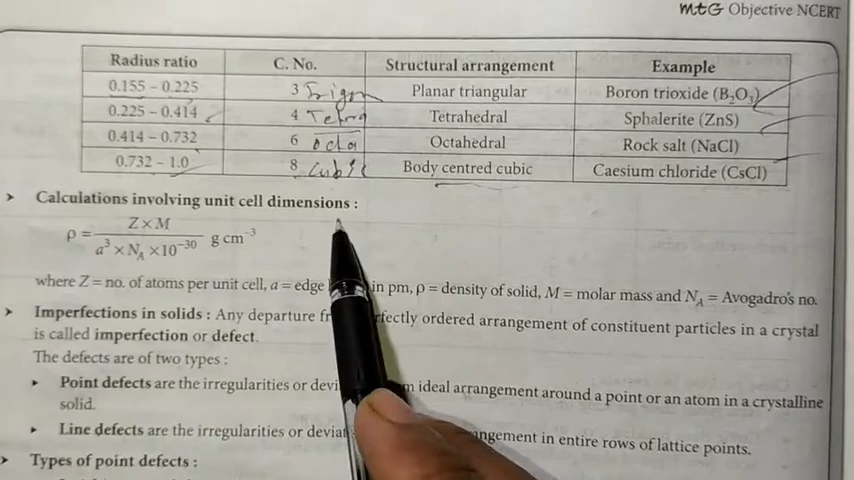 MTG Objective NCERT
Radius ratio C. No. Structural arrangement Example
0.155 – 0.225 3 Trigon Planar triangular Boron trioxide (B₂O₃)
0.225 – 0.414 4 Tetra Tetrahedral Sphalerite (ZnS)
0.414 – 0.732 6 octa Octahedral Rock salt (NaCl)
0.732 – 1.0 8 Cubic Body centred cubic Caesium chloride (CsCl)
➤ Calculations involving unit cell dimensions :
ρ = Z × M / a³ × N_A × 10⁻³⁰ g cm⁻³
where Z = no. of atoms per unit cell, a = edge in pm, ρ = density of solid, M = molar mass and N_A = Avogadro's no.
➤ Imperfections in solids : Any departure fr rfectly ordered arrangement of constituent particles in a crystal
is called imperfection or defect.
The defects are of two types :
▸ Point defects are the irregularities or devi m ideal arrangement around a point or an atom in a crystalline
solid.
▸ Line defects are the irregularities or deviat ngement in entire rows of lattice points.
➤ Types of point defects :